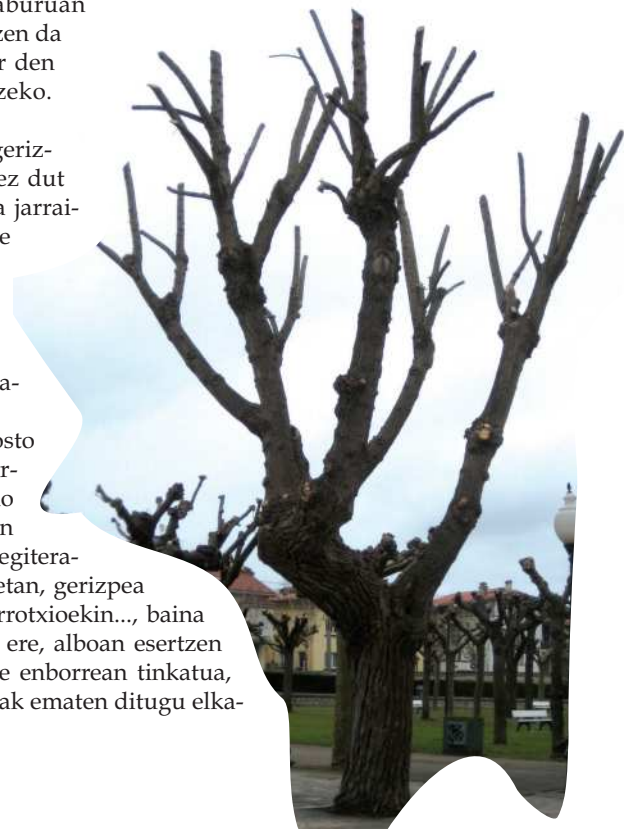 aburuan
zen da
r den
zeko.
geriz-
ez dut
a jarrai-
e
a-
osto
r-
o
n
egitera-
etan, gerizpea
rrotxioekin..., baina
ere, alboan esertzen
e enborrean tinkatua,
ak ematen ditugu elka-